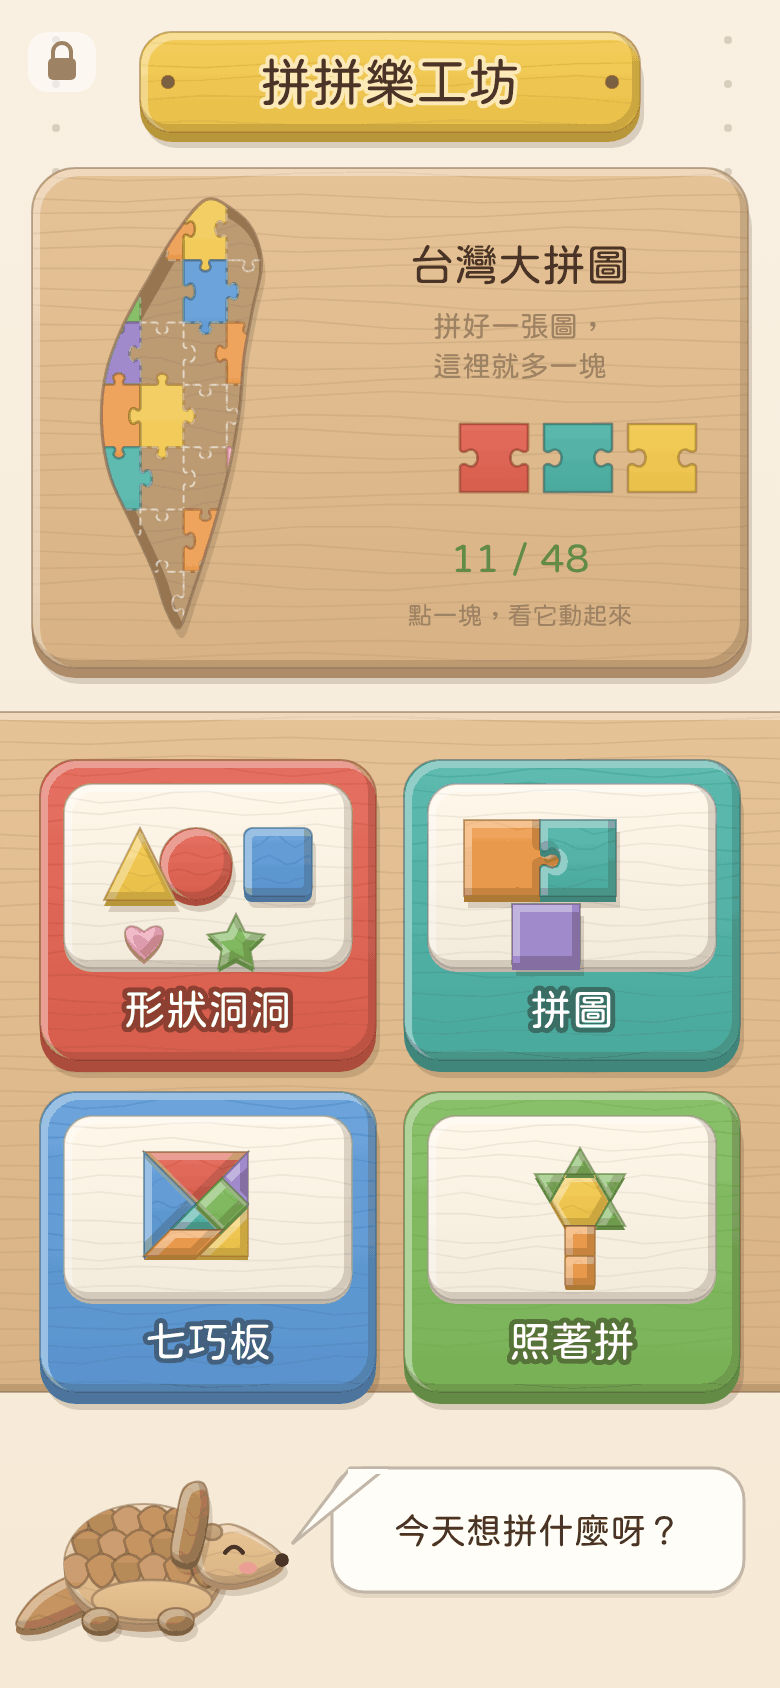 拼拼樂工坊
台灣大拼圖
拼好一張圖，
這裡就多一塊
11 / 48
點一塊，看它動起來
形狀洞洞
拼圖
七巧板
照著拼
今天想拼什麼呀？